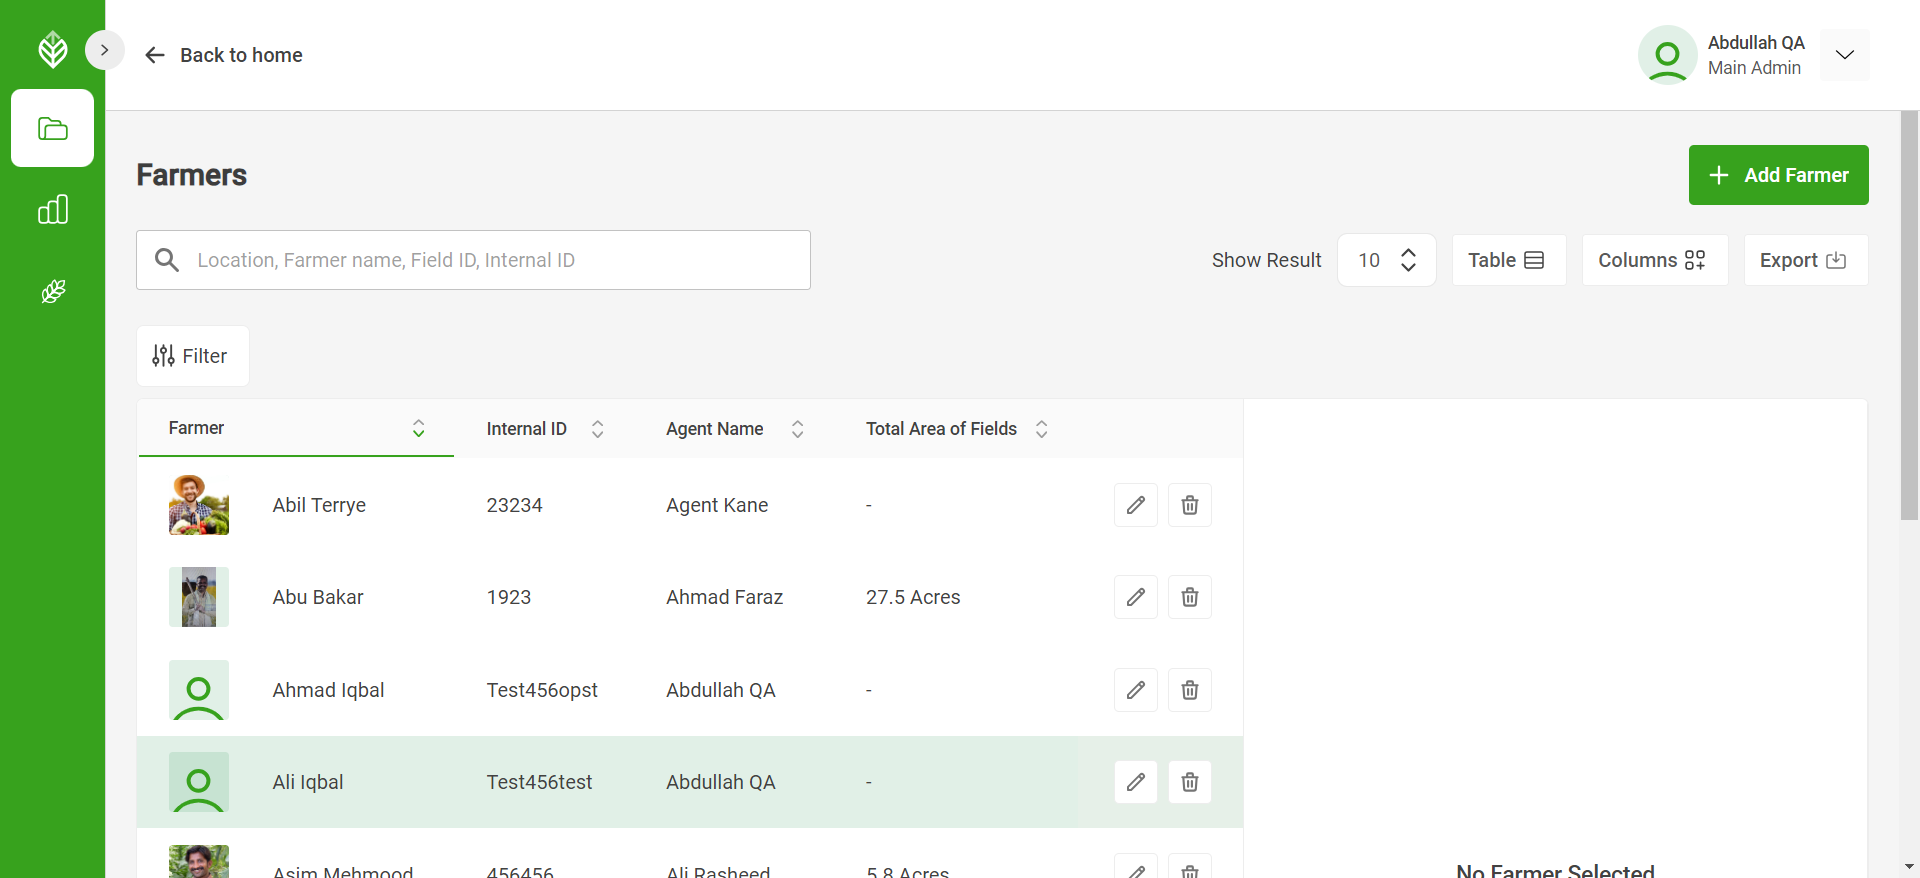 Back to home
Abdullah QA
Main Admin
Farmers
Add Farmer
Location, Farmer name, Field ID, Internal ID
Show Result 10 Table Columns Export
Filter
Farmer Internal ID Agent Name Total Area of Fields
Abil Terrye 23234 Agent Kane -
Abu Bakar 1923 Ahmad Faraz 27.5 Acres
Ahmad Iqbal Test456opst Abdullah QA -
Ali Iqbal Test456test Abdullah QA -
Asim Mehmood 456456 Ali Rasheed 5.8 Acres
No Farmer Selected